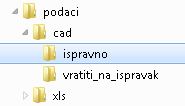 podaci
cad
ispravno
vratiti_na_ispravak
xls